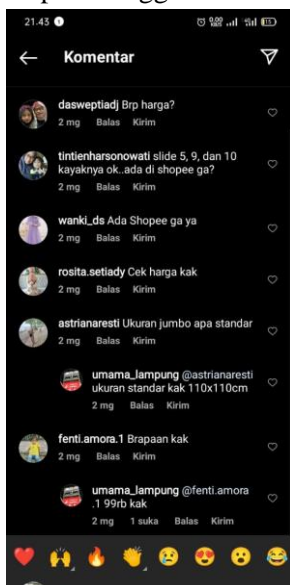 21.43
0,00 KB/S
Komentar
dasweptiadj Brp harga?
2 mg Balas Kirim
tintienharsonowati slide 5, 9, dan 10
kayaknya ok..ada di shopee ga?
2 mg Balas Kirim
wanki_ds Ada Shopee ga ya
2 mg Balas Kirim
rosita.setiady Cek harga kak
2 mg Balas Kirim
astrianaresti Ukuran jumbo apa standar
2 mg Balas Kirim
umama_lampung @astrianaresti
ukuran standar kak 110x110cm
2 mg Balas Kirim
fenti.amora.1 Brapaan kak
2 mg Balas Kirim
umama_lampung @fenti.amora
.1 99rb kak
2 mg 1 suka Balas Kirim